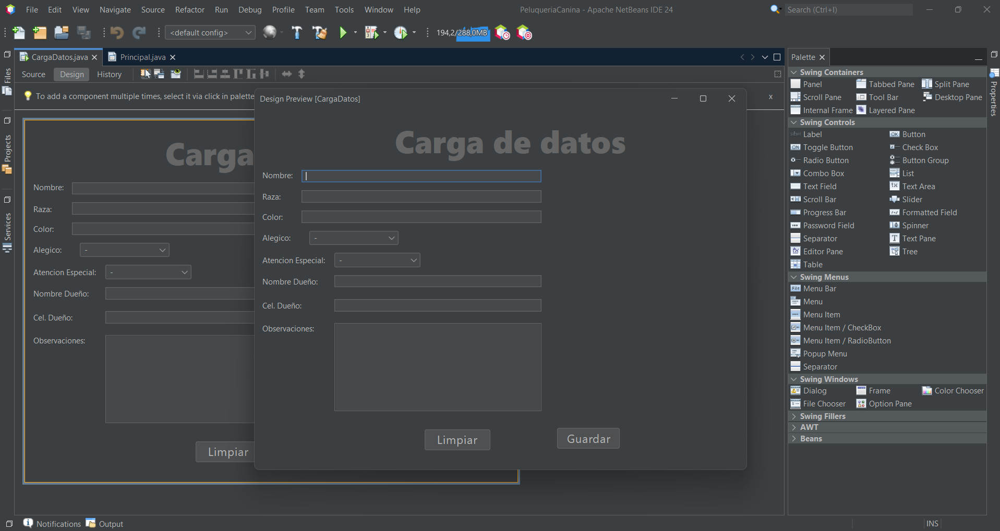 File Edit View Navigate Source Refactor Run Debug Profile Team Tools Window Help
PeluqueriaCanina - Apache NetBeans IDE 24
Search (Ctrl+I)
<default config>
194,2/288,0MB
CargaDatos.java
Principal.java
Source Design History
To add a component multiple times, select it via click in palette
x
Files
Projects
Services
Carga
Nombre:
Raza:
Color:
Alegico:
-
Atencion Especial:
-
Nombre Dueño:
Cel. Dueño:
Observaciones:
Limpiar
Design Preview [CargaDatos]
Carga de datos
Nombre:
Raza:
Color:
Alegico:
-
Atencion Especial:
-
Nombre Dueño:
Cel. Dueño:
Observaciones:
Limpiar
Guardar
Palette
Swing Containers
Panel Tabbed Pane Split Pane
Scroll Pane Tool Bar Desktop Pane
Internal Frame Layered Pane
Swing Controls
Label Button
Toggle Button Check Box
Radio Button Button Group
Combo Box List
Text Field Text Area
Scroll Bar Slider
Progress Bar Formatted Field
Password Field Spinner
Separator Text Pane
Editor Pane Tree
Table
Swing Menus
Menu Bar
Menu
Menu Item
Menu Item / CheckBox
Menu Item / RadioButton
Popup Menu
Separator
Swing Windows
Dialog Frame Color Chooser
File Chooser Option Pane
Swing Fillers
AWT
Beans
Properties
Notifications Output
INS